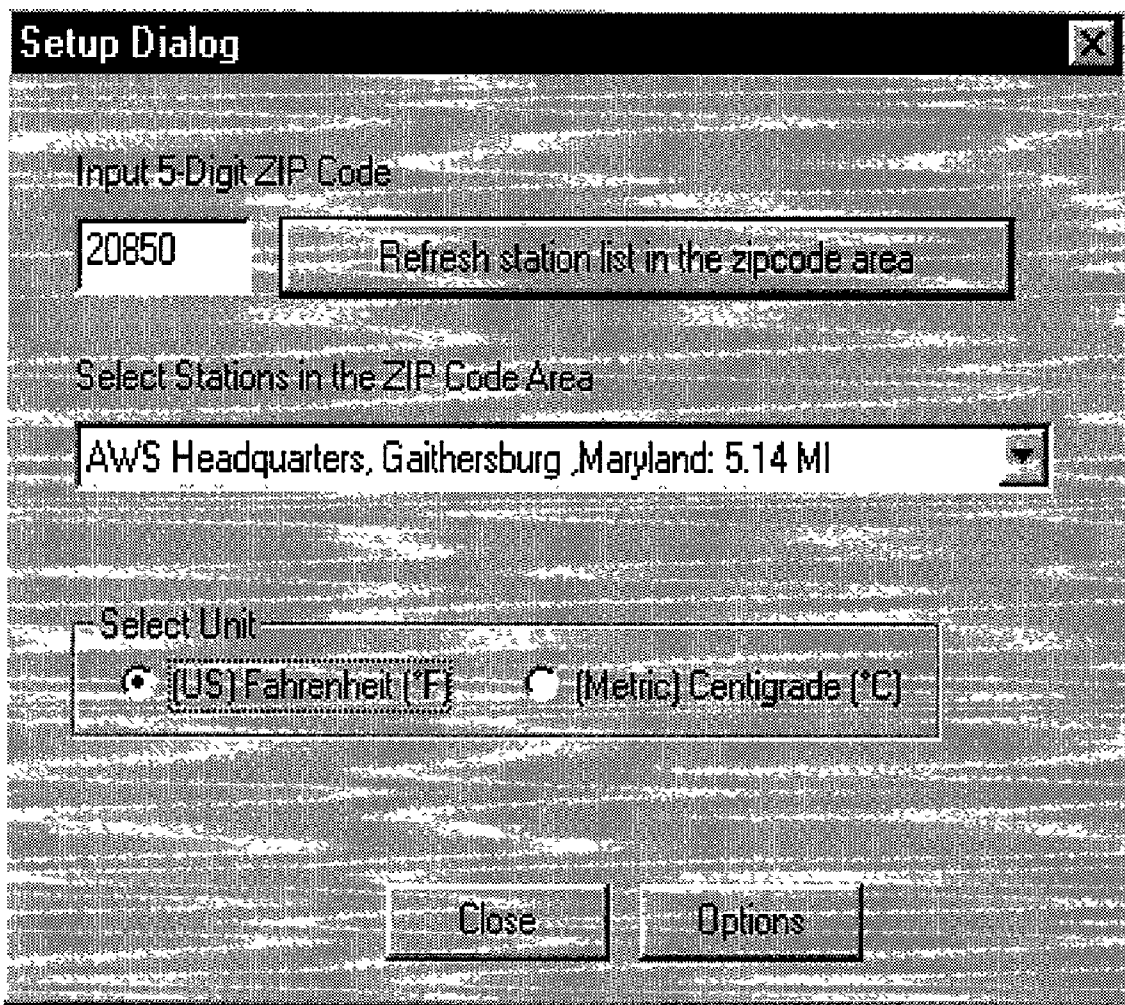 Setup Dialog
Input 5-Digit ZIP Code
20850
Refresh station list in the zipcode area
Select Stations in the ZIP Code Area
AWS Headquarters, Gaithersburg ,Maryland: 5.14 MI
Select Unit
(US) Fahrenheit (°F)
(Metric) Centigrade (°C)
Close
Options